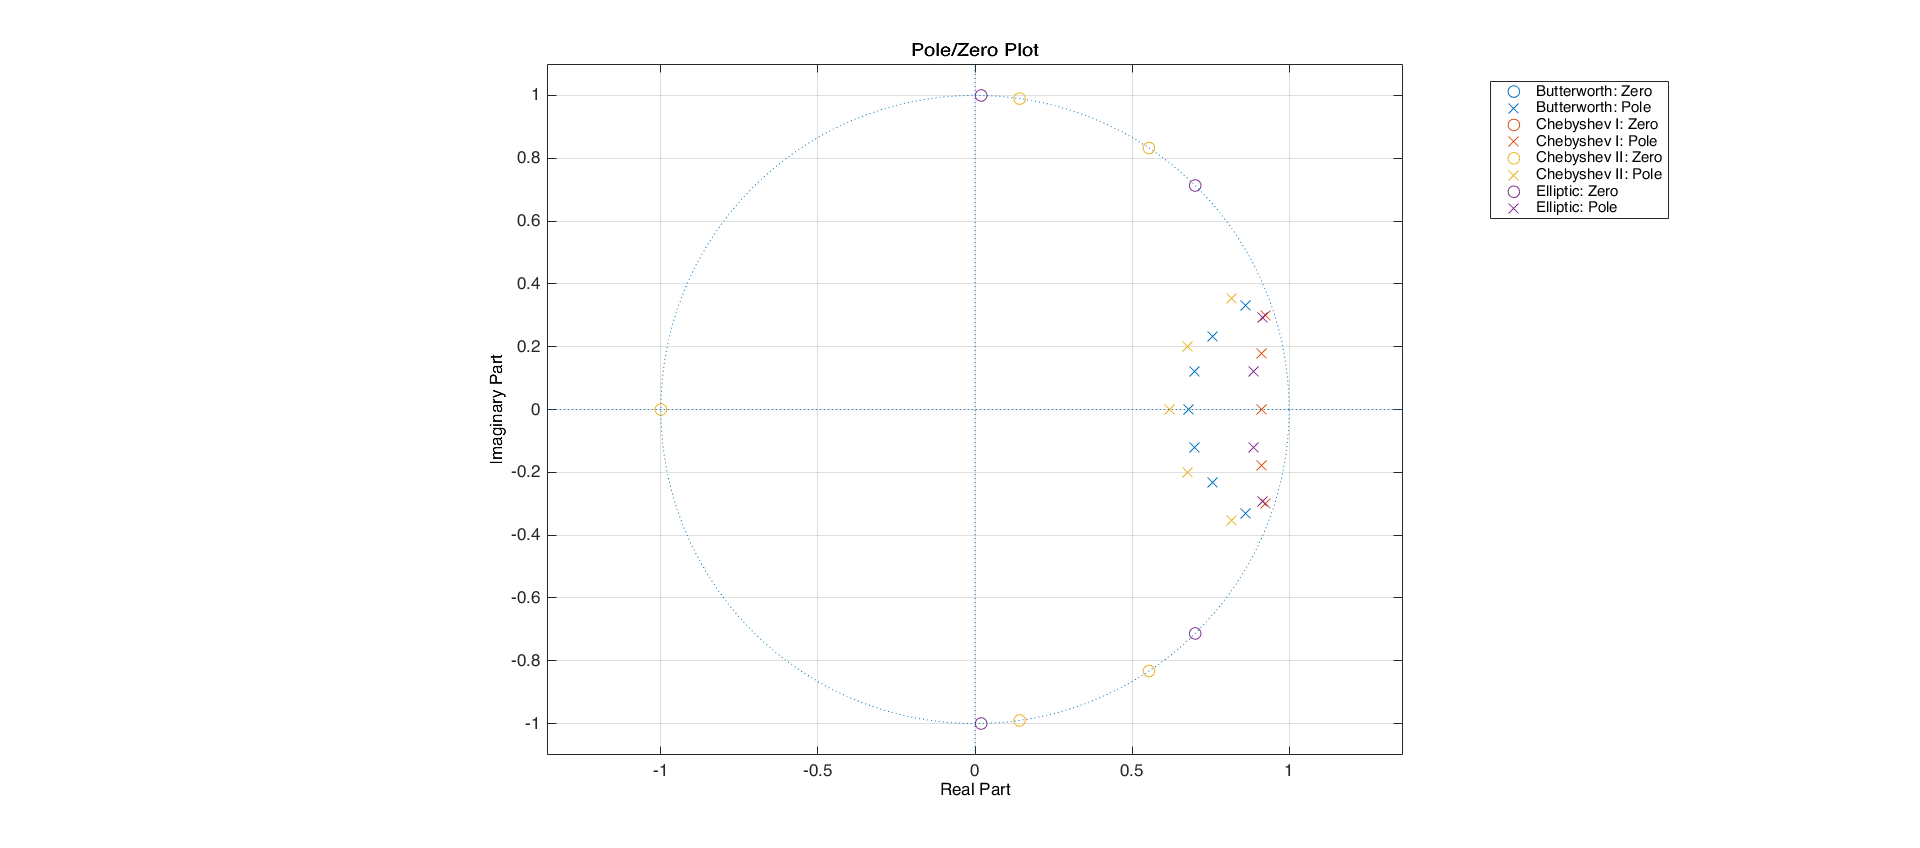 Pole/Zero Plot
Butterworth: Zero
Butterworth: Pole
Chebyshev I: Zero
Chebyshev I: Pole
Chebyshev II: Zero
Chebyshev II: Pole
Elliptic: Zero
Elliptic: Pole
1
0.8
0.6
0.4
0.2
0
-0.2
-0.4
-0.6
-0.8
-1
Imaginary Part
-1 -0.5 0 0.5 1
Real Part